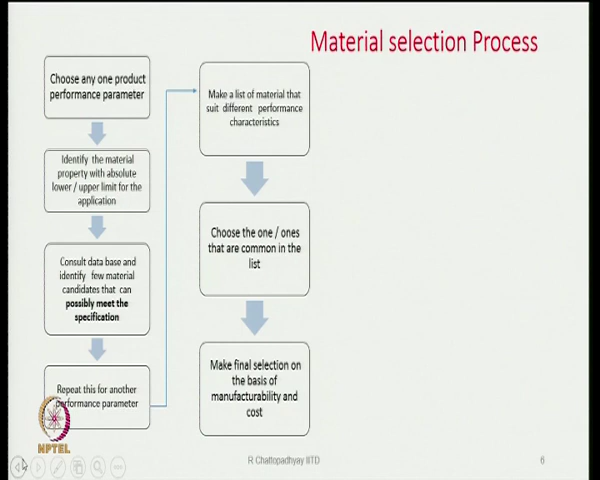 Material selection Process
Choose any one product
performance parameter
Identify the material
property with absolute
lower / upper limit for the
application
Consult data base and
identify few material
candidates that can
possibly meet the
specification
Repeat this for another
performance parameter
Make a list of material that
suit different performance
characteristics
Choose the one / ones
that are common in the
list
Make final selection on
the basis of
manufacturability and
cost
NPTEL
R Chattopadhyay IITD
6